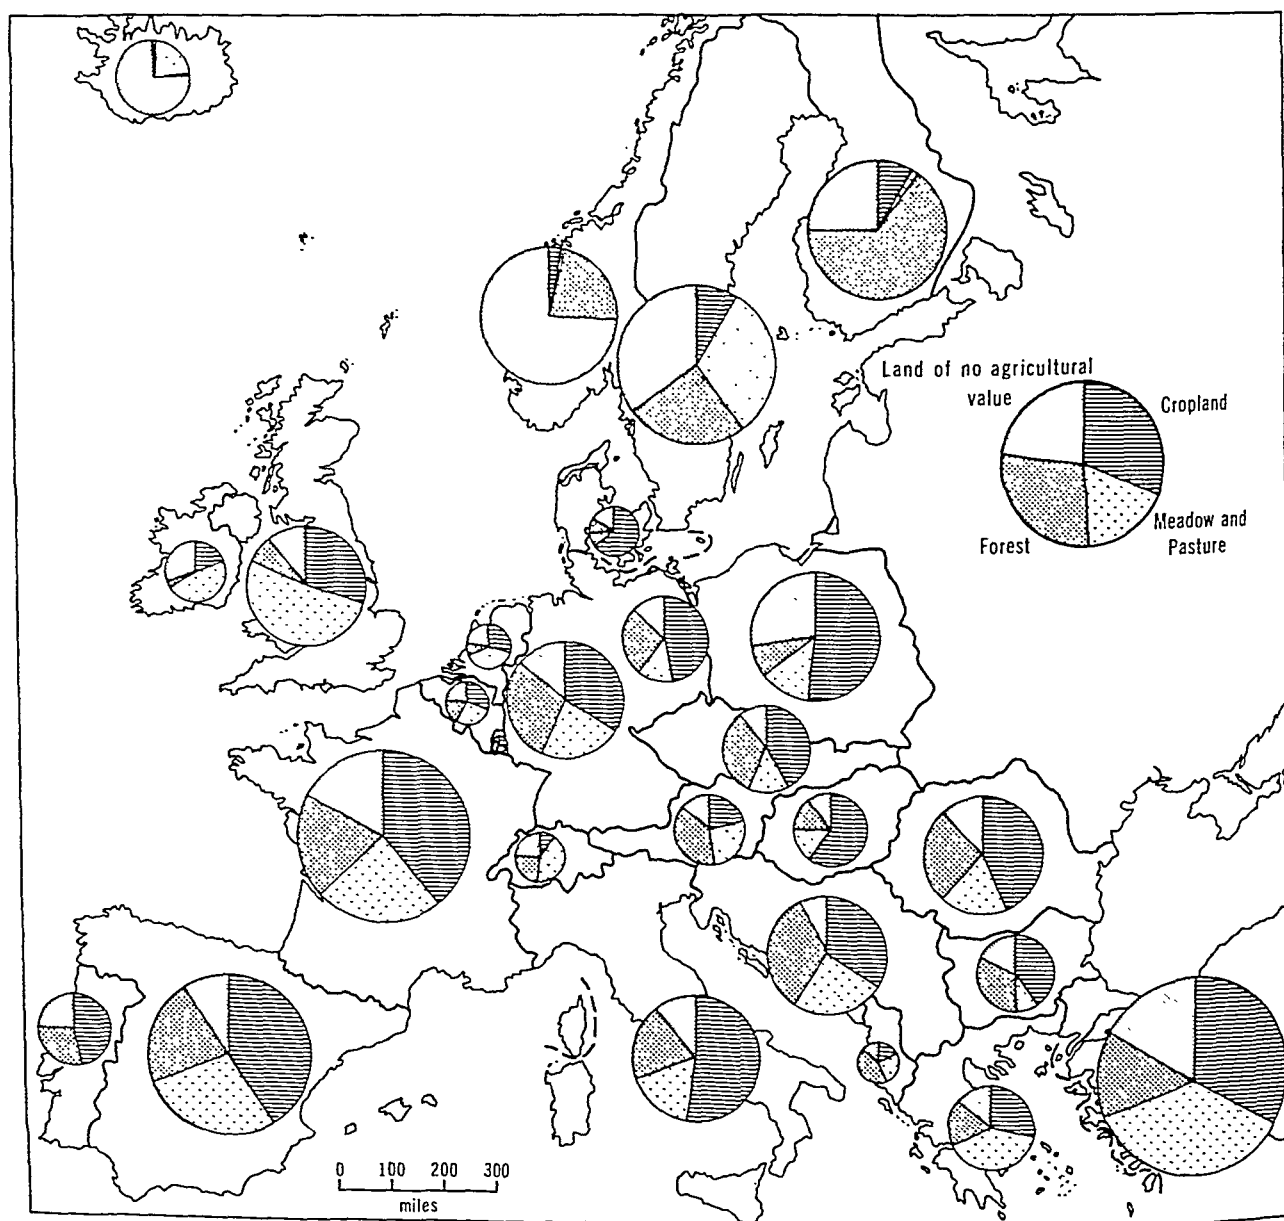 Land of no agricultural
value
Cropland
Meadow and
Pasture
Forest
0 100 200 300
miles